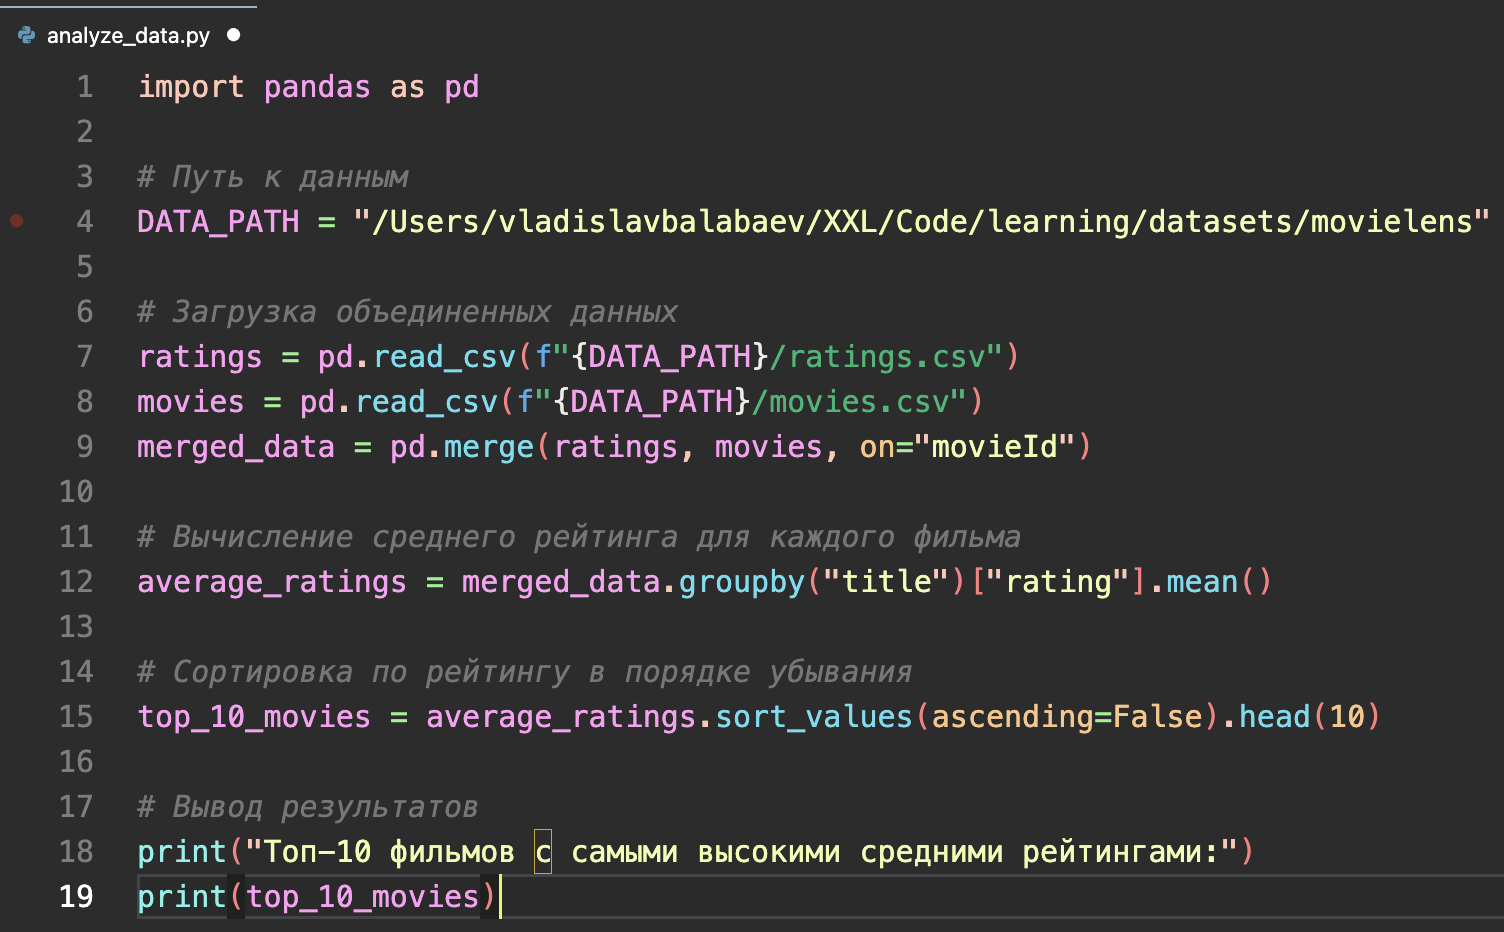 analyze_data.py
1 import pandas as pd
2
3 # Путь к данным
4 DATA_PATH = "/Users/vladislavbalabaev/XXL/Code/learning/datasets/movielens"
5
6 # Загрузка объединенных данных
7 ratings = pd.read_csv(f"{DATA_PATH}/ratings.csv")
8 movies = pd.read_csv(f"{DATA_PATH}/movies.csv")
9 merged_data = pd.merge(ratings, movies, on="movieId")
10
11 # Вычисление среднего рейтинга для каждого фильма
12 average_ratings = merged_data.groupby("title")["rating"].mean()
13
14 # Сортировка по рейтингу в порядке убывания
15 top_10_movies = average_ratings.sort_values(ascending=False).head(10)
16
17 # Вывод результатов
18 print("Топ-10 фильмов с самыми высокими средними рейтингами:")
19 print(top_10_movies)